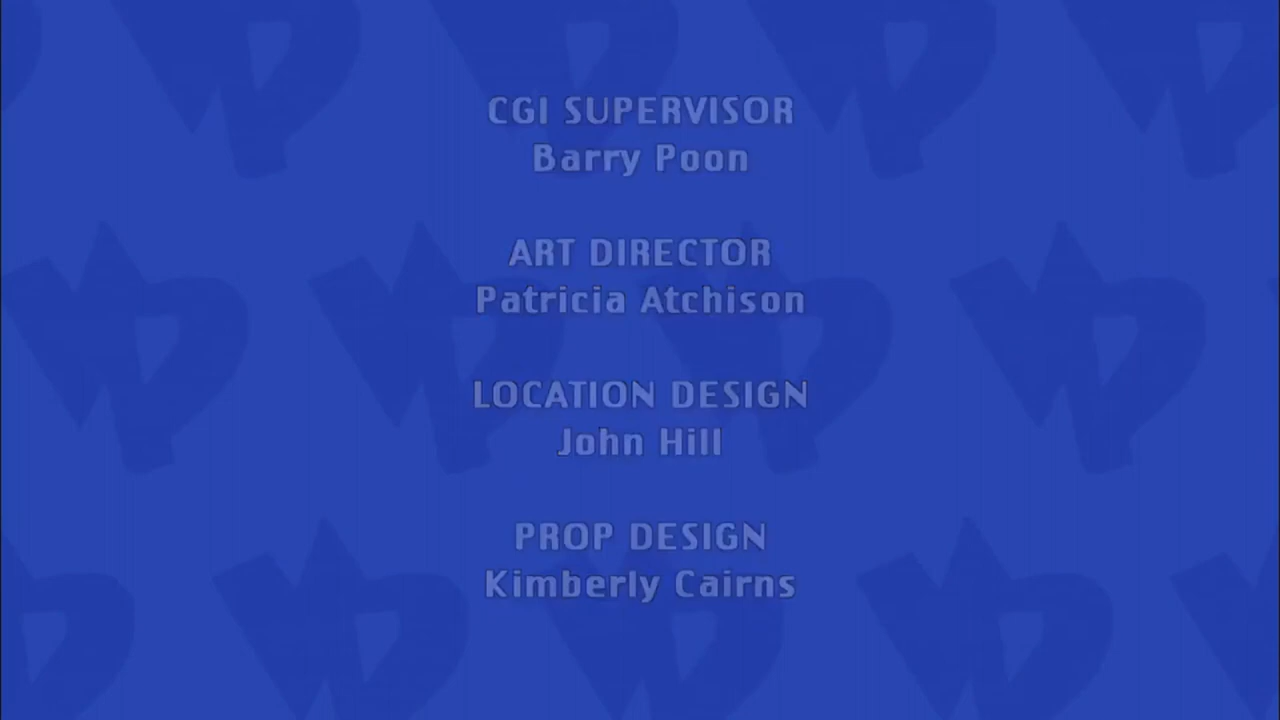 CGI SUPERVISOR
Barry Poon
ART DIRECTOR
Patricia Atchison
LOCATION DESIGN
John Hill
PROP DESIGN
Kimberly Cairns